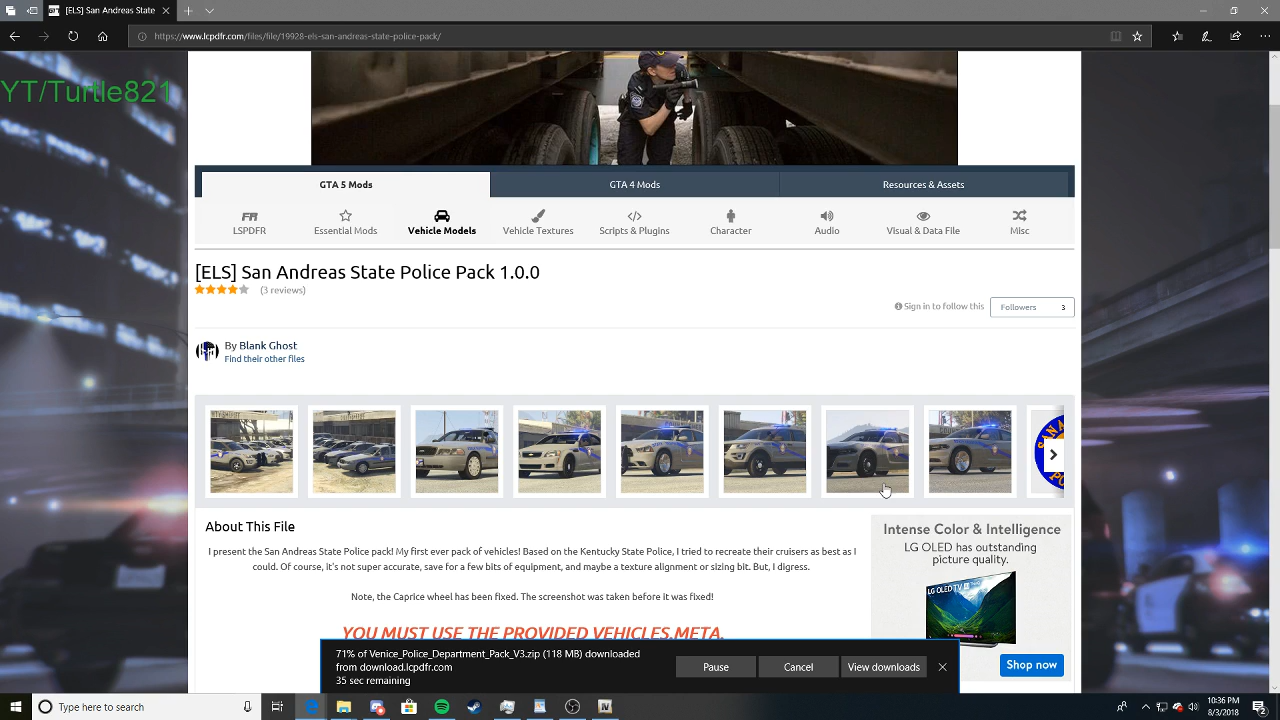 [ELS] San Andreas State
https://www.lcpdfr.com/files/file/19928-els-san-andreas-state-police-pack/
YT/Turtle821
GTA 5 Mods
GTA 4 Mods
Resources & Assets
LSPDFR
Essential Mods
Vehicle Models
Vehicle Textures
Scripts & Plugins
Character
Audio
Visual & Data File
Misc
[ELS] San Andreas State Police Pack 1.0.0
(3 reviews)
Sign in to follow this
Followers 3
By Blank Ghost
Find their other files
About This File
I present the San Andreas State Police pack! My first ever pack of vehicles! Based on the Kentucky State Police, I tried to recreate their cruisers as best as I
could. Of course, it's not super accurate, save for a few bits of equipment, and maybe a texture alignment or sizing bit. But, I digress.
Note, the Caprice wheel has been fixed. The screenshot was taken before it was fixed!
YOU MUST USE THE PROVIDED VEHICLES.META.
Intense Color & Intelligence
LG OLED has outstanding
picture quality.
Shop now
71% of Venice_Police_Department_Pack_V3.zip (118 MB) downloaded
from download.lcpdfr.com
35 sec remaining
Pause
Cancel
View downloads
Type here to search
10:36 PM
8/3/2018